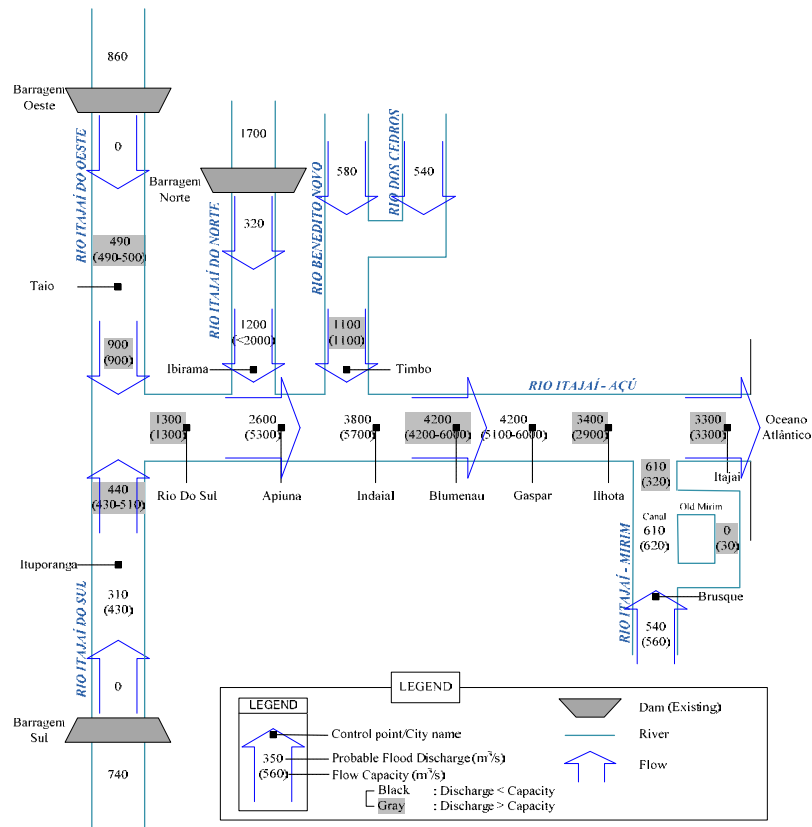 860
Barragem
Oeste
0
RIO ITAJAÍ DO OESTE
490
(490-500)
Taio
900
(900)
1700
Barragem
Norte
320
RIO ITAJAÍ DO NORTE
1200
(<2000)
Ibirama
580
RIO BENEDITO NOVO
RIO DOS CEDROS
540
1100
(1100)
Timbo
RIO ITAJAÍ - AÇÚ
1300
(1300)
2600
(5300)
3800
(5700)
4200
(4200-6000)
4200
(5100-6000)
3400
(2900)
3300
(3300)
Oceano
Atlântico
Rio Do Sul
Apiuna
Indaial
Blumenau
Gaspar
Ilhota
Itajai
440
(430-510)
Ituporanga
310
(430)
RIO ITAJAÍ DO SUL
0
Barragem
Sul
740
610
(320)
Canal
610
(620)
Old Mirim
0
(30)
RIO ITAJAÍ - MIRIM
Brusque
540
(560)
LEGEND
LEGEND
Control point/City name
350
Probable Flood Discharge (m³/s)
(560)
Flow Capacity (m³/s)
Black : Discharge < Capacity
Gray : Discharge > Capacity
Dam (Existing)
River
Flow